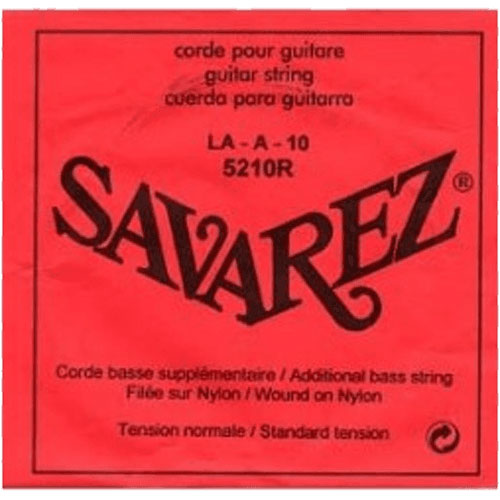 corde pour guitare
guitar string
cuerda para guitarra
LA - A - 10
5210R
SAVAREZ®
Corde basse supplémentaire / Additional bass string
Filée sur Nylon / Wound on Nylon
Tension normale / Standard tension